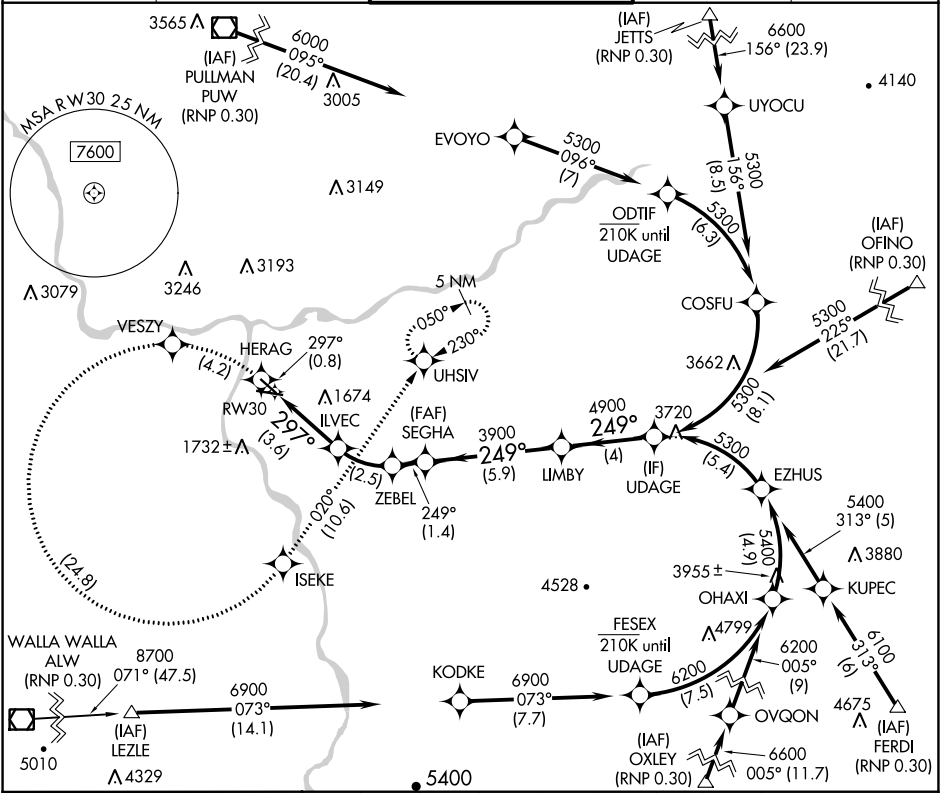 3565
(IAF)
PULLMAN
PUW
(RNP 0.30)
6000
095°
(20.4)
3005
(IAF)
JETTS
(RNP 0.30)
6600
156° (23.9)
4140
UYOCU
MSA RW30 25 NM
7600
EVOYO
5300
096°
(7)
5300
156°
(8.5)
3149
ODTIF
210K until
UDAGE
5300
(6.3)
(IAF)
OFINO
(RNP 0.30)
3079
3246
3193
5 NM
050°
230°
UHSIV
COSFU
5300
225°
(21.7)
VESZY
(4.2)
HERAG
297°
(0.8)
3662
5300
(8.1)
RW30
1674
ILVEC
(FAF)
SEGHA
297°
(3.6)
1732 ±
3900
249°
(5.9)
4900
249°
(4)
3720
(IF)
UDAGE
LIMBY
5300
(5.4)
EZHUS
(2.5)
ZEBEL
249°
(1.4)
020°
(10.6)
5400
313° (5)
5400
(4.9)
(24.8)
ISEKE
4528
3955 ±
3880
OHAXI
KUPEC
FESEX
210K until
UDAGE
4799
WALLA WALLA
ALW
(RNP 0.30)
8700
071° (47.5)
6900
073°
(14.1)
KODKE
6900
073°
(7.7)
6200
(7.5)
6200
005°
(9)
6100
313°
(6)
OVQON
4675
(IAF)
LEZLE
5010
4329
5400
(IAF)
OXLEY
(RNP 0.30)
6600
005° (11.7)
(IAF)
FERDI
(RNP 0.30)